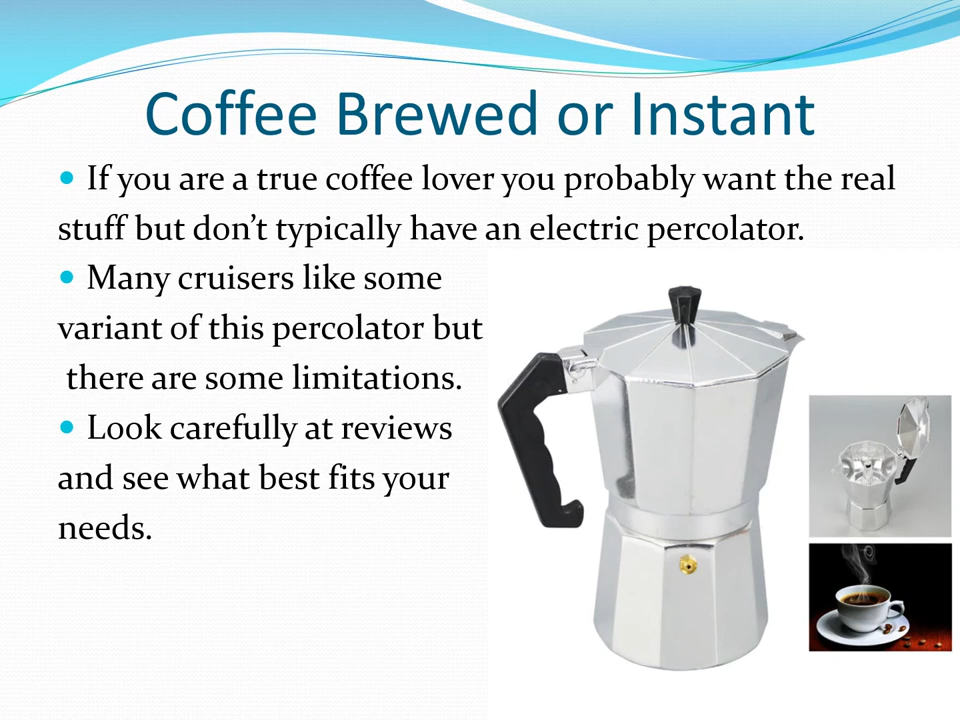 Coffee Brewed or Instant
• If you are a true coffee lover you probably want the real
stuff but don’t typically have an electric percolator.
• Many cruisers like some
variant of this percolator but
there are some limitations.
• Look carefully at reviews
and see what best fits your
needs.